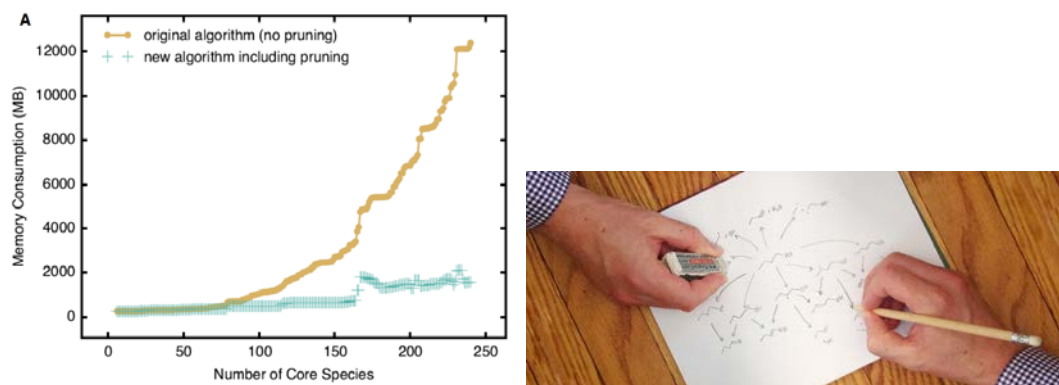 A
original algorithm (no pruning)
new algorithm including pruning
Memory Consumption (MB)
12000
10000
8000
6000
4000
2000
0
0 50 100 150 200 250
Number of Core Species